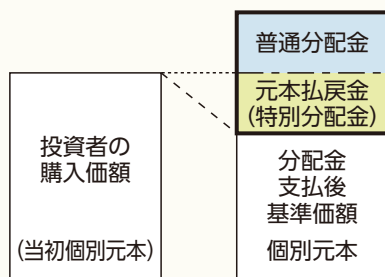 普通分配金
元本払戻金
(特別分配金)
投資者の
購入価額
(当初個別元本)
分配金
支払後
基準価額
個別元本